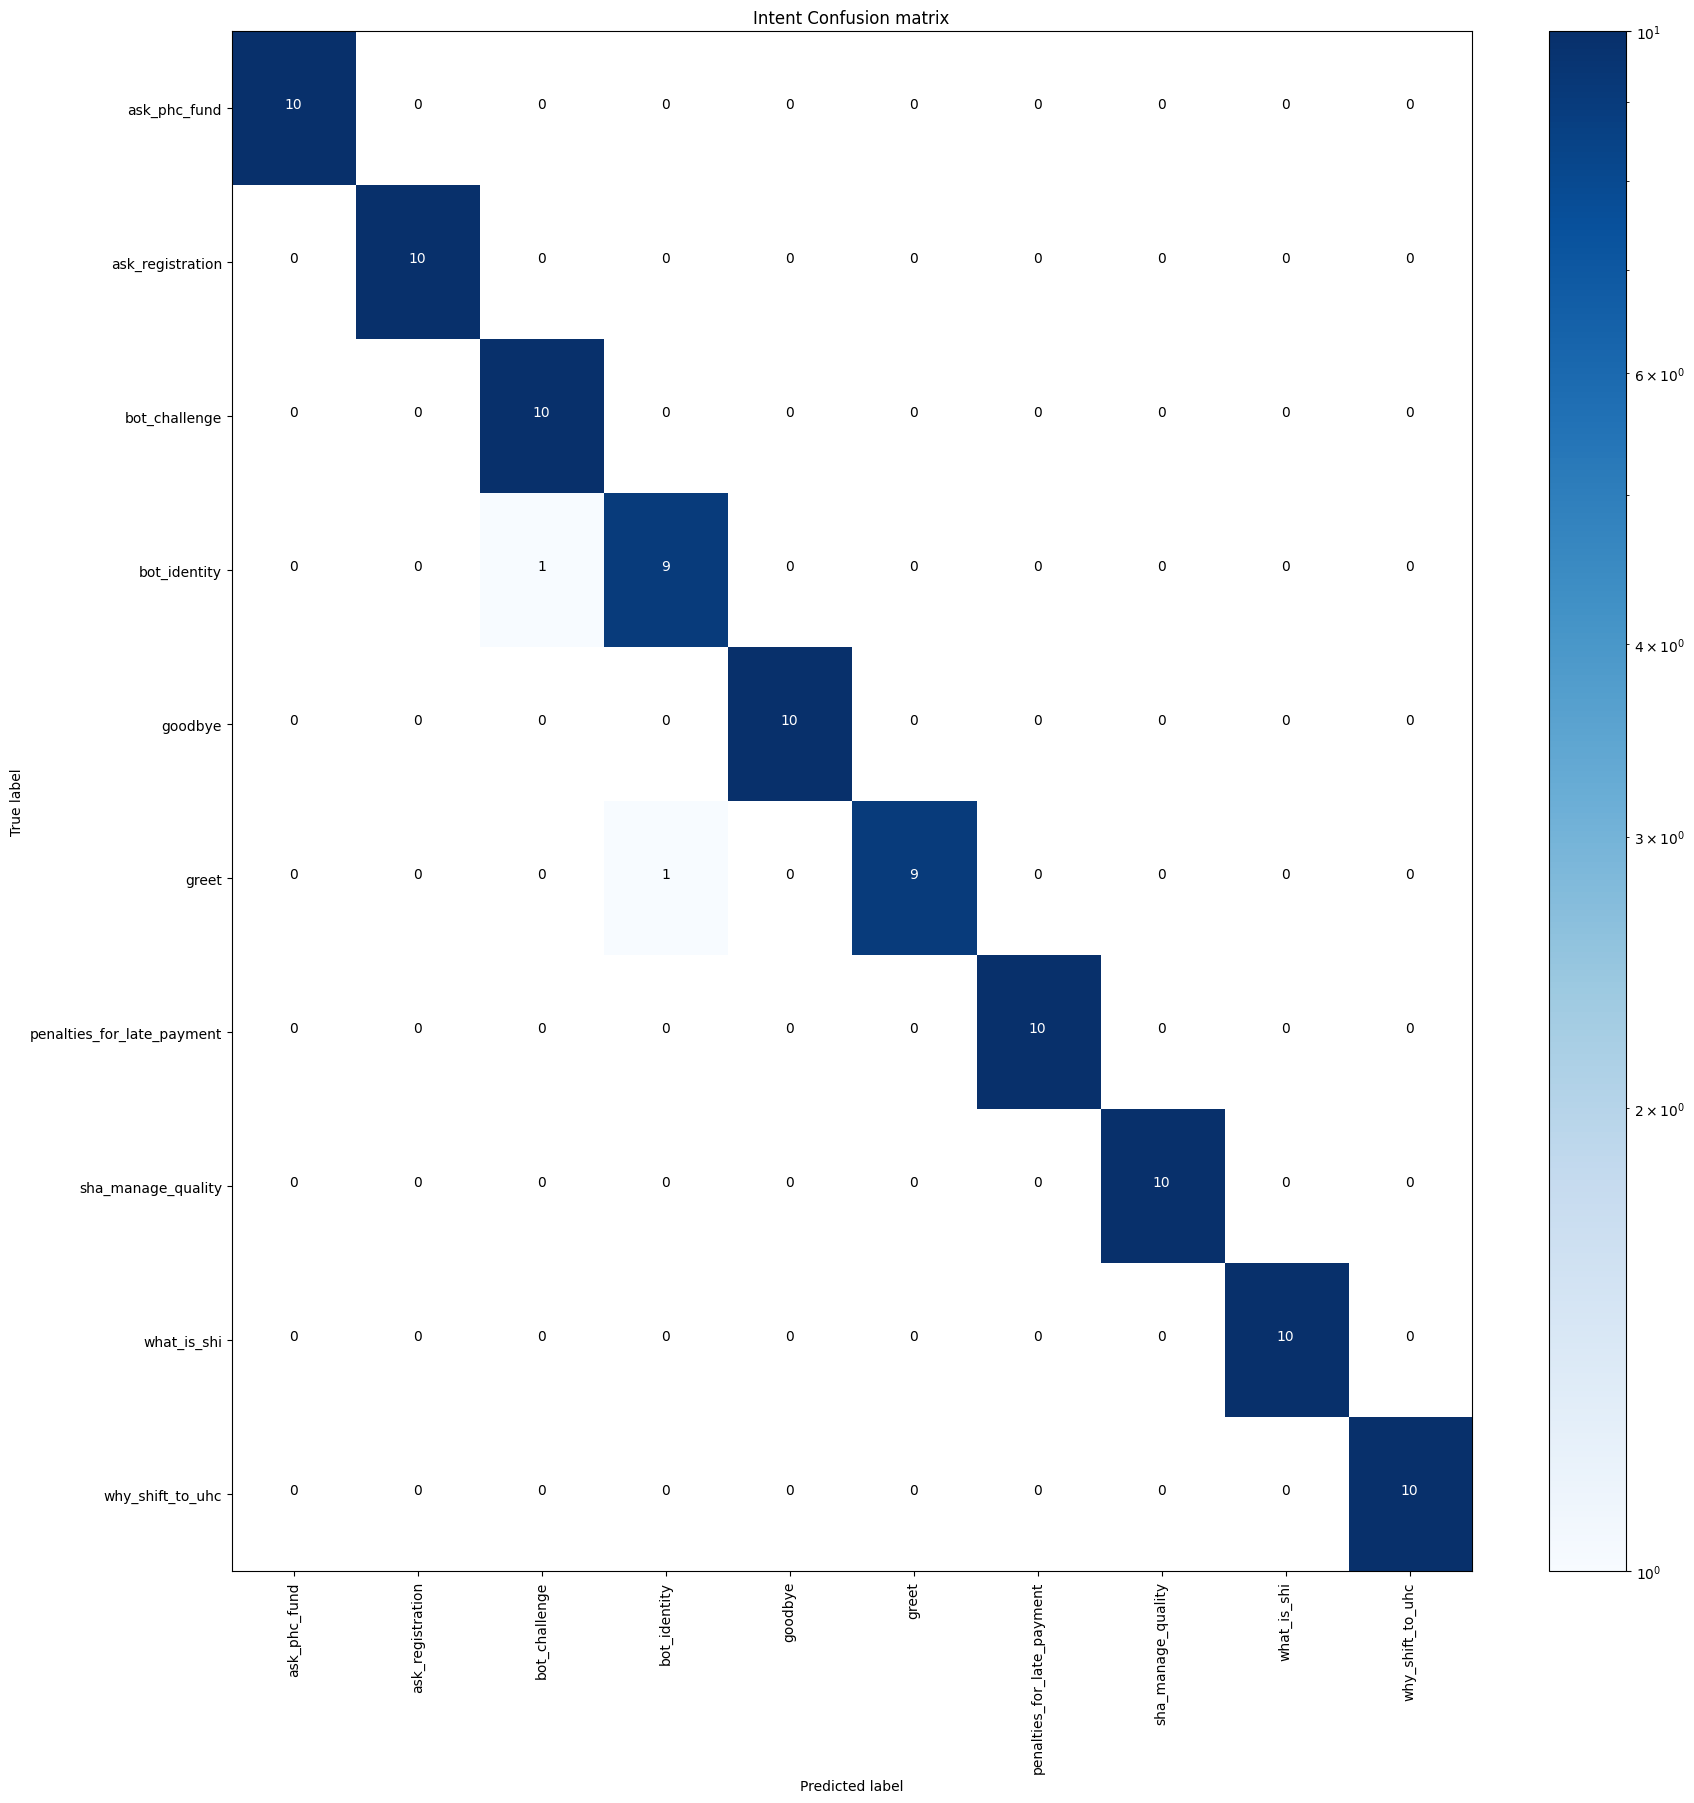 Intent Confusion matrix
ask_phc_fund 10 0 0 0 0 0 0 0 0 0
ask_registration 0 10 0 0 0 0 0 0 0 0
bot_challenge 0 0 10 0 0 0 0 0 0 0
bot_identity 0 0 1 9 0 0 0 0 0 0
goodbye 0 0 0 0 10 0 0 0 0 0
greet 0 0 0 1 0 9 0 0 0 0
penalties_for_late_payment 0 0 0 0 0 0 10 0 0 0
sha_manage_quality 0 0 0 0 0 0 0 10 0 0
what_is_shi 0 0 0 0 0 0 0 0 10 0
why_shift_to_uhc 0 0 0 0 0 0 0 0 0 10
True label
ask_phc_fund
ask_registration
bot_challenge
bot_identity
goodbye
greet
penalties_for_late_payment
sha_manage_quality
what_is_shi
why_shift_to_uhc
Predicted label
10¹
6 × 10⁰
4 × 10⁰
3 × 10⁰
2 × 10⁰
10⁰